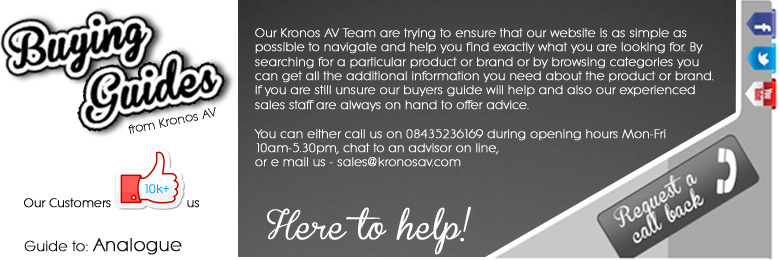 Buying
Guides
from Kronos AV
Our Customers 10k+ us
Guide to: Analogue
Our Kronos AV Team are trying to ensure that our website is as simple as
possible to navigate and help you find exactly what you are looking for. By
searching for a particular product or brand or by browsing categories you
can get all the additional information you need about the product or brand.
If you are still unsure our buyers guide will help and also our experienced
sales staff are always on hand to offer advice.
You can either call us on 08435236169 during opening hours Mon-Fri
10am-5.30pm, chat to an advisor on line,
or e mail us - sales@kronosav.com
Here to help!
Request a
call back
f
You